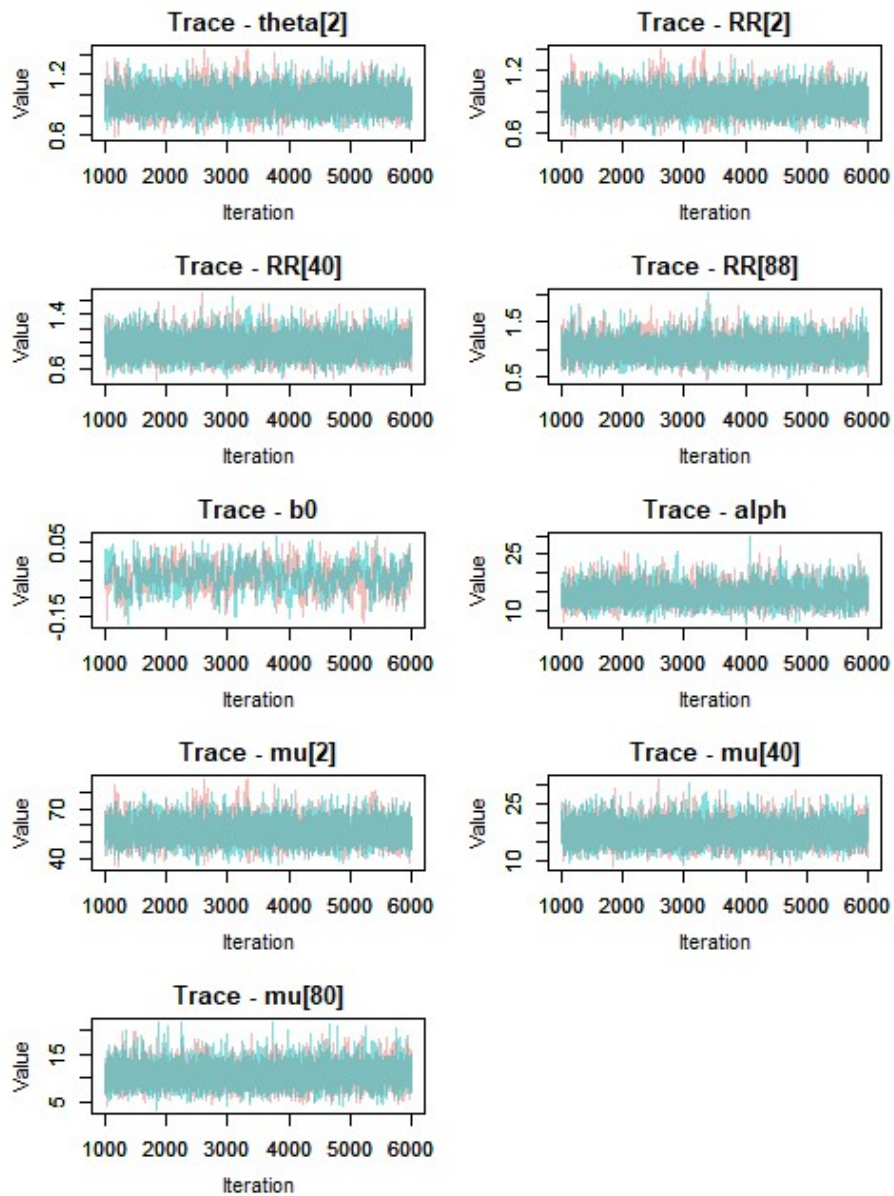 Trace - theta[2]
Value
0.6 1.2
1000 2000 3000 4000 5000 6000
Iteration
Trace - RR[2]
Value
0.6 1.2
1000 2000 3000 4000 5000 6000
Iteration
Trace - RR[40]
Value
0.6 1.4
1000 2000 3000 4000 5000 6000
Iteration
Trace - RR[88]
Value
0.5 1.5
1000 2000 3000 4000 5000 6000
Iteration
Trace - b0
Value
-0.15 0.05
1000 2000 3000 4000 5000 6000
Iteration
Trace - alph
Value
10 25
1000 2000 3000 4000 5000 6000
Iteration
Trace - mu[2]
Value
40 70
1000 2000 3000 4000 5000 6000
Iteration
Trace - mu[40]
Value
10 25
1000 2000 3000 4000 5000 6000
Iteration
Trace - mu[80]
Value
5 15
1000 2000 3000 4000 5000 6000
Iteration